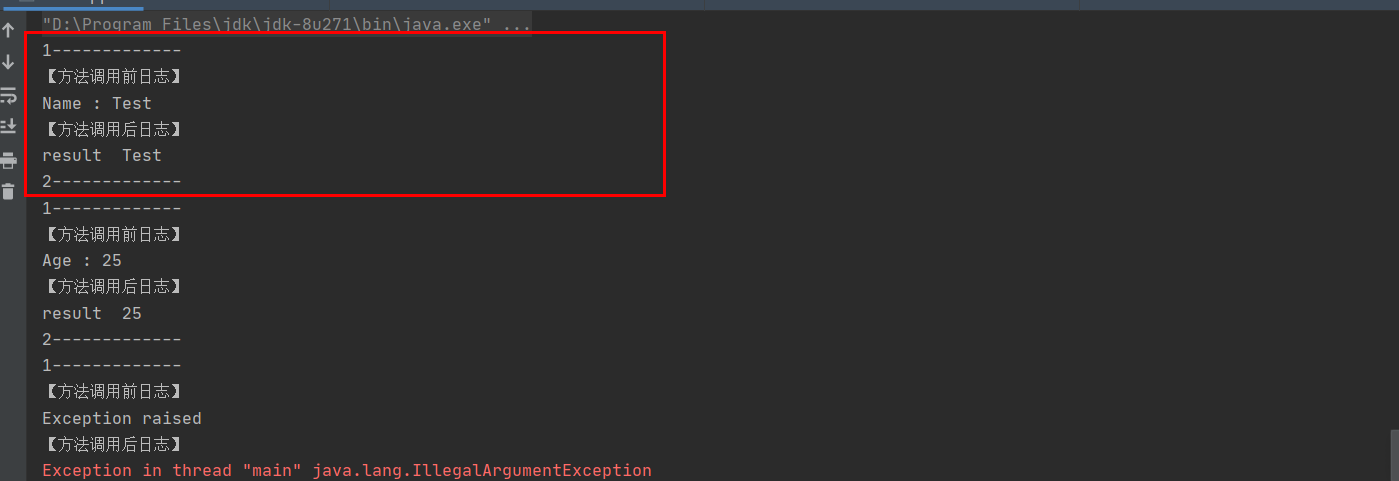 "D:\Program Files\jdk\jdk-8u271\bin\java.exe" ...
1-------------
【方法调用前日志】
Name : Test
【方法调用后日志】
result  Test
2-------------
1-------------
【方法调用前日志】
Age : 25
【方法调用后日志】
result  25
2-------------
1-------------
【方法调用前日志】
Exception raised
【方法调用后日志】
Exception in thread "main" java.lang.IllegalArgumentException